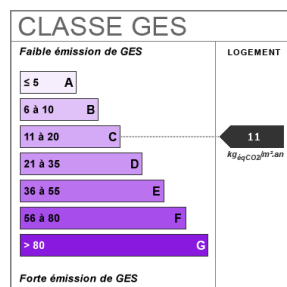 CLASSE GES
Faible émission de GES
LOGEMENT
≤ 5 A
6 à 10 B
11 à 20 C
11
kgéqCO2/m².an
21 à 35 D
36 à 55 E
56 à 80 F
> 80 G
Forte émission de GES